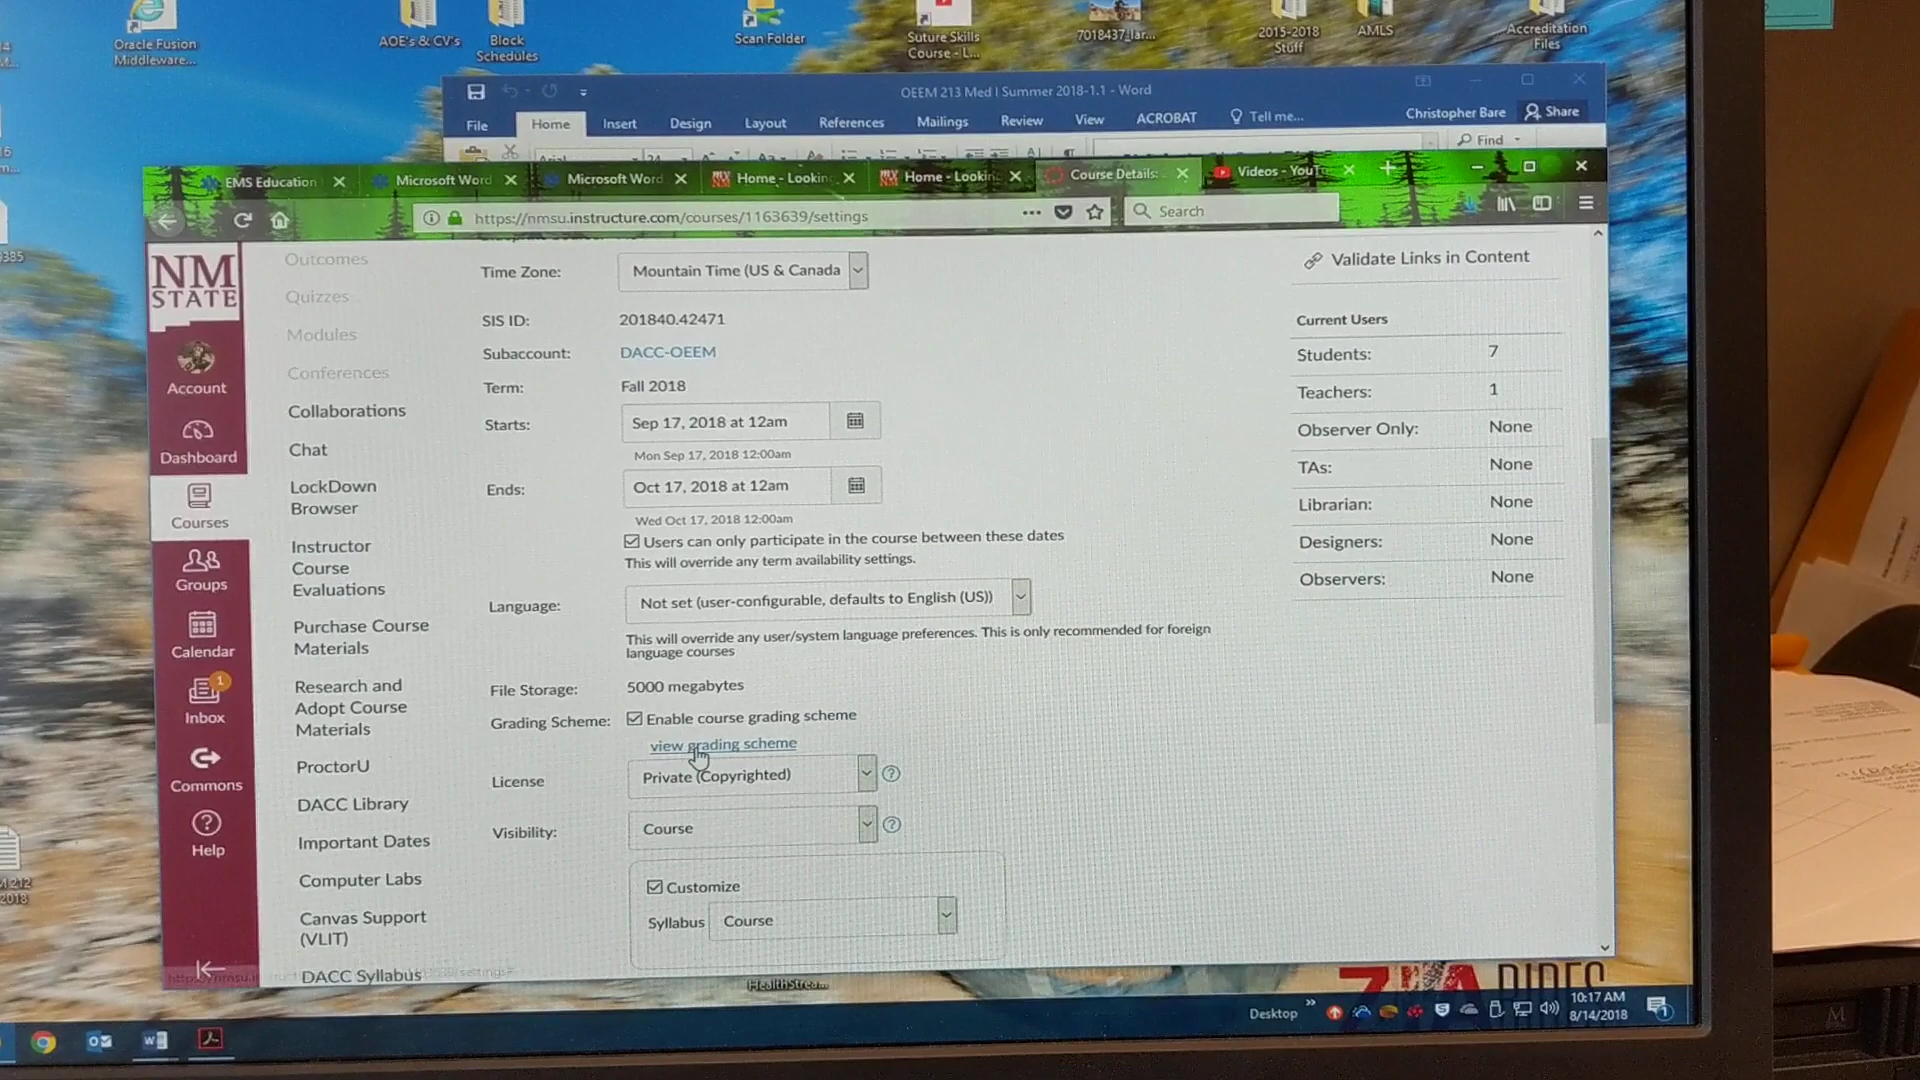 Oracle Fusion
Middleware...
AOE's & CV's
Block
Schedules
Scan Folder
Suture Skills
Course - L...
7018437_lar...
2015-2018
Stuff
AMLS
Accreditation
Files
OEEM 213 Med I Summer 2018-1.1 - Word
File
Home
Insert
Design
Layout
References
Mailings
Review
View
ACROBAT
Tell me...
Christopher Bare
Share
Find
EMS Education
Microsoft Word
Microsoft Word
Home - Lookin
Home - Lookin
Course Details:
Videos - YouT
https://nmsu.instructure.com/courses/1163639/settings
Search
NM
STATE
Account
Dashboard
Courses
Groups
Calendar
1
Inbox
Commons
Help
Outcomes
Quizzes
Modules
Conferences
Collaborations
Chat
LockDown
Browser
Instructor
Course
Evaluations
Purchase Course
Materials
Research and
Adopt Course
Materials
ProctorU
DACC Library
Important Dates
Computer Labs
Canvas Support
(VLIT)
DACC Syllabus
Time Zone: Mountain Time (US & Canada
SIS ID: 201840.42471
Subaccount: DACC-OEEM
Term: Fall 2018
Starts: Sep 17, 2018 at 12am
Mon Sep 17, 2018 12:00am
Ends: Oct 17, 2018 at 12am
Wed Oct 17, 2018 12:00am
Users can only participate in the course between these dates
This will override any term availability settings.
Language: Not set (user-configurable, defaults to English (US))
This will override any user/system language preferences. This is only recommended for foreign
language courses
File Storage: 5000 megabytes
Grading Scheme: Enable course grading scheme
view grading scheme
License Private (Copyrighted)
Visibility: Course
Customize
Syllabus Course
Validate Links in Content
Current Users
Students: 7
Teachers: 1
Observer Only: None
TAs: None
Librarian: None
Designers: None
Observers: None
HealthStrea...
RIDES
Desktop
10:17 AM
8/14/2018